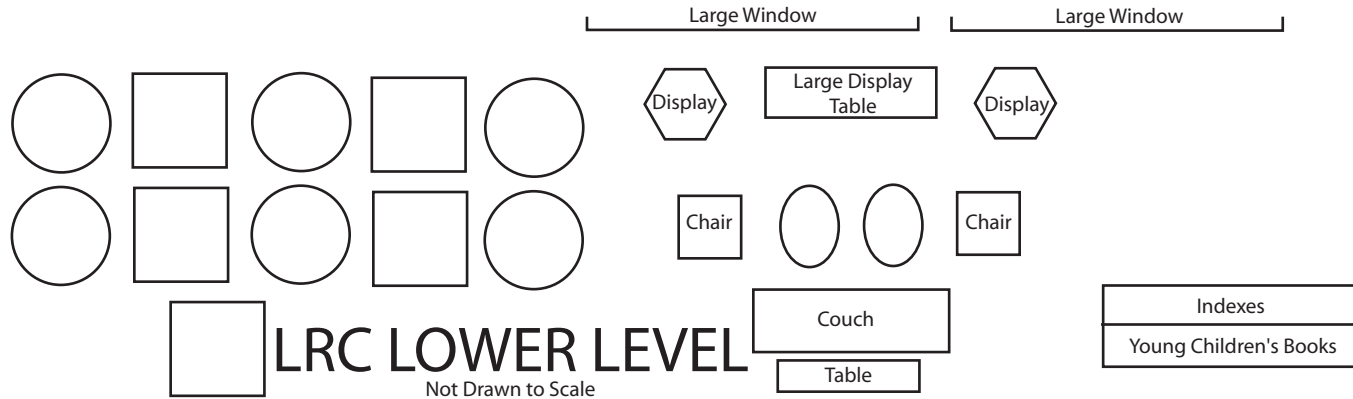 Large Window
Large Window
Display
Large Display
Table
Display
Chair
Chair
Couch
Indexes
Young Children's Books
LRC LOWER LEVEL
Not Drawn to Scale
Table